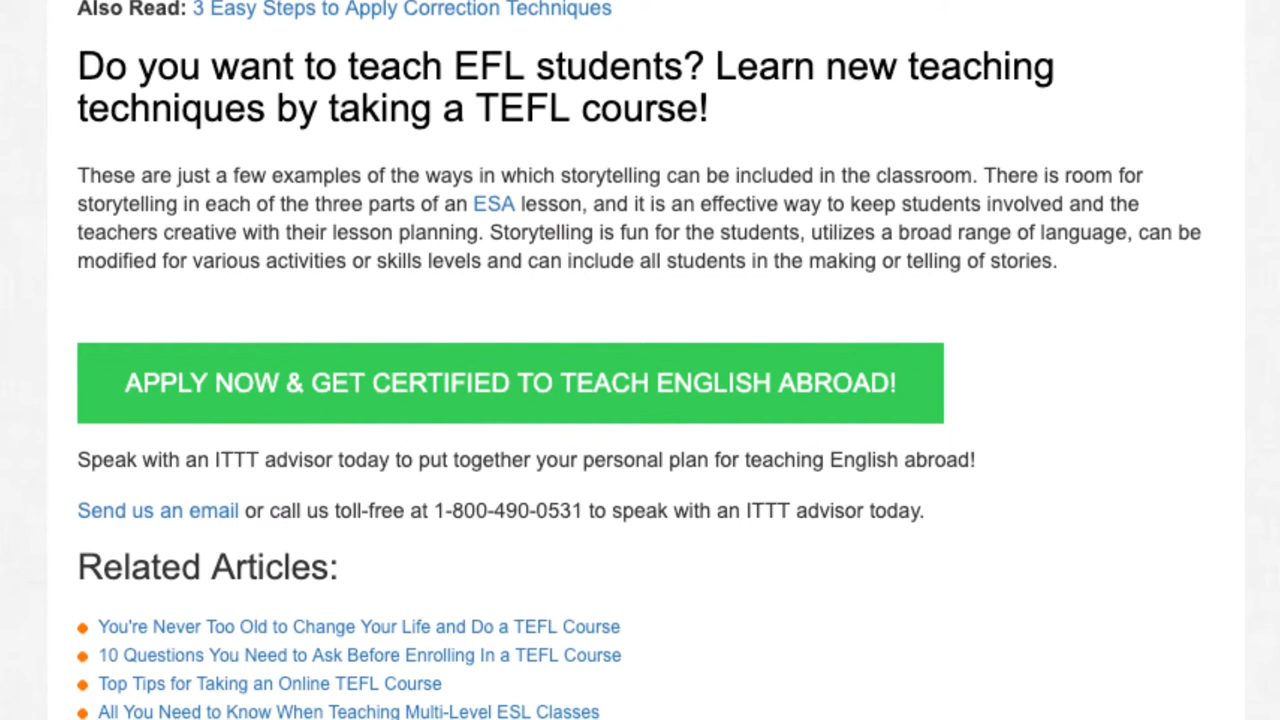 Also Read: 3 Easy Steps to Apply Correction Techniques
Do you want to teach EFL students? Learn new teaching
techniques by taking a TEFL course!
These are just a few examples of the ways in which storytelling can be included in the classroom. There is room for
storytelling in each of the three parts of an ESA lesson, and it is an effective way to keep students involved and the
teachers creative with their lesson planning. Storytelling is fun for the students, utilizes a broad range of language, can be
modified for various activities or skills levels and can include all students in the making or telling of stories.
APPLY NOW & GET CERTIFIED TO TEACH ENGLISH ABROAD!
Speak with an ITTT advisor today to put together your personal plan for teaching English abroad!
Send us an email or call us toll-free at 1-800-490-0531 to speak with an ITTT advisor today.
Related Articles:
You're Never Too Old to Change Your Life and Do a TEFL Course
10 Questions You Need to Ask Before Enrolling In a TEFL Course
Top Tips for Taking an Online TEFL Course
All You Need to Know When Teaching Multi-Level ESL Classes